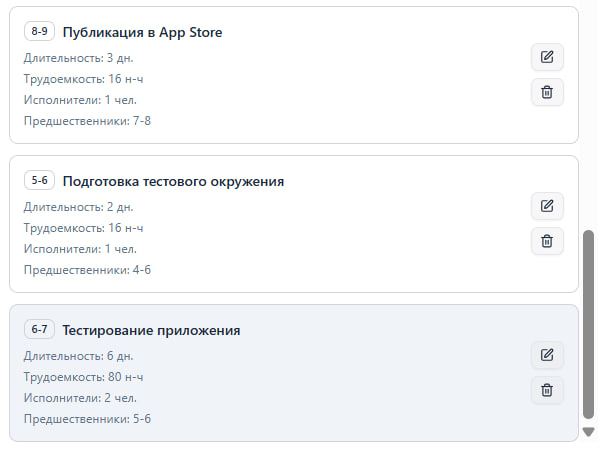 8-9 Публикация в App Store
Длительность: 3 дн.
Трудоемкость: 16 н-ч
Исполнители: 1 чел.
Предшественники: 7-8
5-6 Подготовка тестового окружения
Длительность: 2 дн.
Трудоемкость: 16 н-ч
Исполнители: 1 чел.
Предшественники: 4-6
6-7 Тестирование приложения
Длительность: 6 дн.
Трудоемкость: 80 н-ч
Исполнители: 2 чел.
Предшественники: 5-6